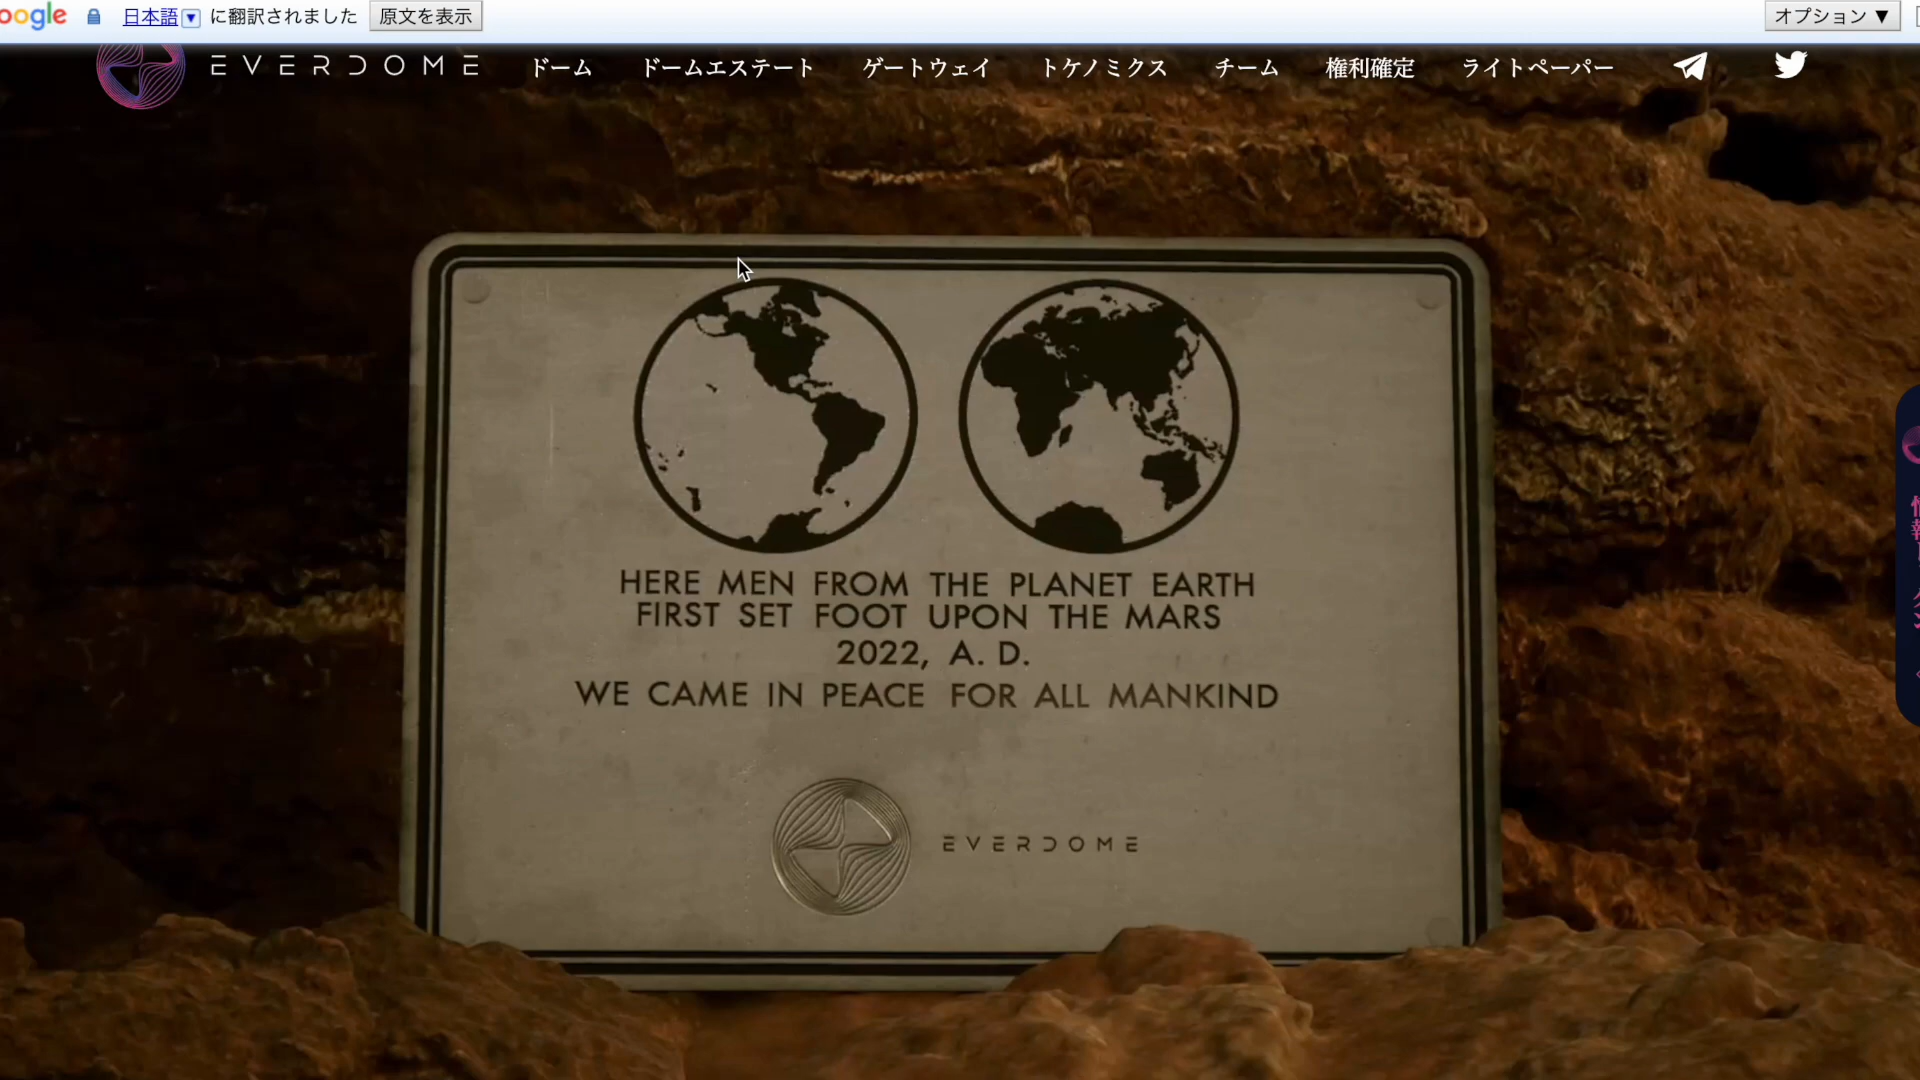 oogle 日本語 ▼ に翻訳されました 原文を表示 オプション ▼
EVERDOME ドーム ドームエステート ゲートウェイ トケノミクス チーム 権利確定 ライトペーパー
HERE MEN FROM THE PLANET EARTH
FIRST SET FOOT UPON THE MARS
2022, A. D.
WE CAME IN PEACE FOR ALL MANKIND
EVERDOME